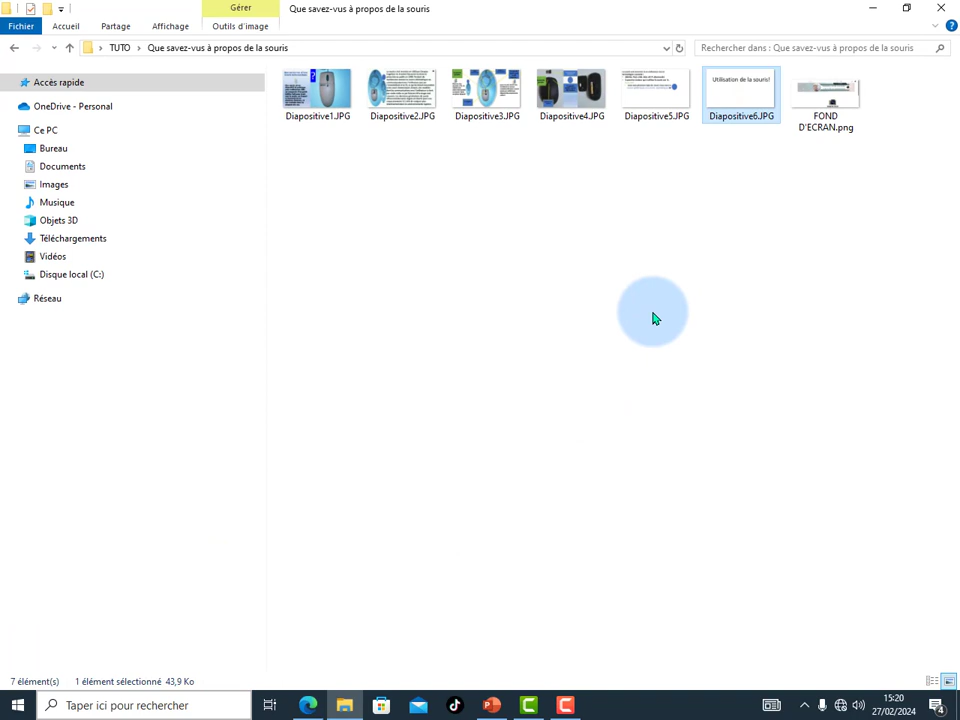 Gérer
Que savez-vus à propos de la souris
Fichier
Accueil
Partage
Affichage
Outils d'image
TUTO
Que savez-vus à propos de la souris
Rechercher dans : Que savez-vus à propos de la souris
Accès rapide
OneDrive - Personal
Ce PC
Bureau
Documents
Images
Musique
Objets 3D
Téléchargements
Vidéos
Disque local (C:)
Réseau
Utilisation de la souris!
Diapositive1.JPG
Diapositive2.JPG
Diapositive3.JPG
Diapositive4.JPG
Diapositive5.JPG
Diapositive6.JPG
FOND
D'ECRAN.png
7 élément(s)
1 élément sélectionné 43,9 Ko
Taper ici pour rechercher
15:20
27/02/2024
4